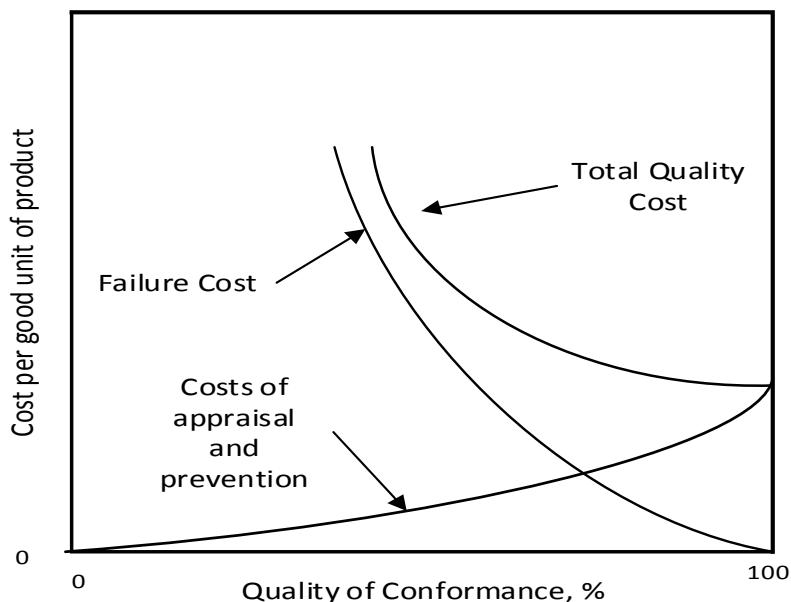 Cost per good unit of product
Total Quality
Cost
Failure Cost
Costs of
appraisal
and
prevention
0
0
100
Quality of Conformance, %